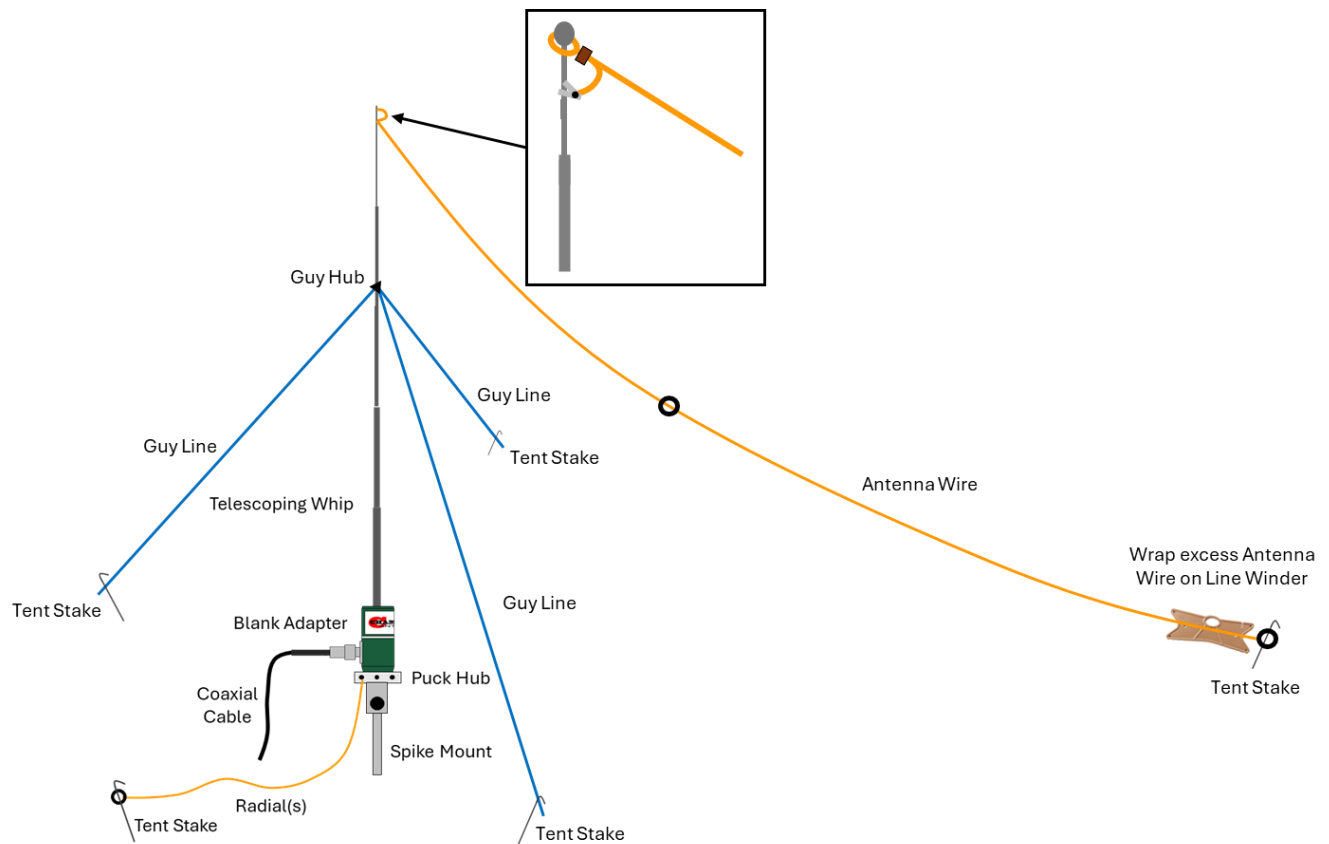 Guy Hub
Guy Line
Guy Line
Tent Stake
Antenna Wire
Telescoping Whip
Wrap excess Antenna
Wire on Line Winder
Tent Stake
Guy Line
Blank Adapter
Puck Hub
Tent Stake
Coaxial
Cable
Spike Mount
Radial(s)
Tent Stake
Tent Stake